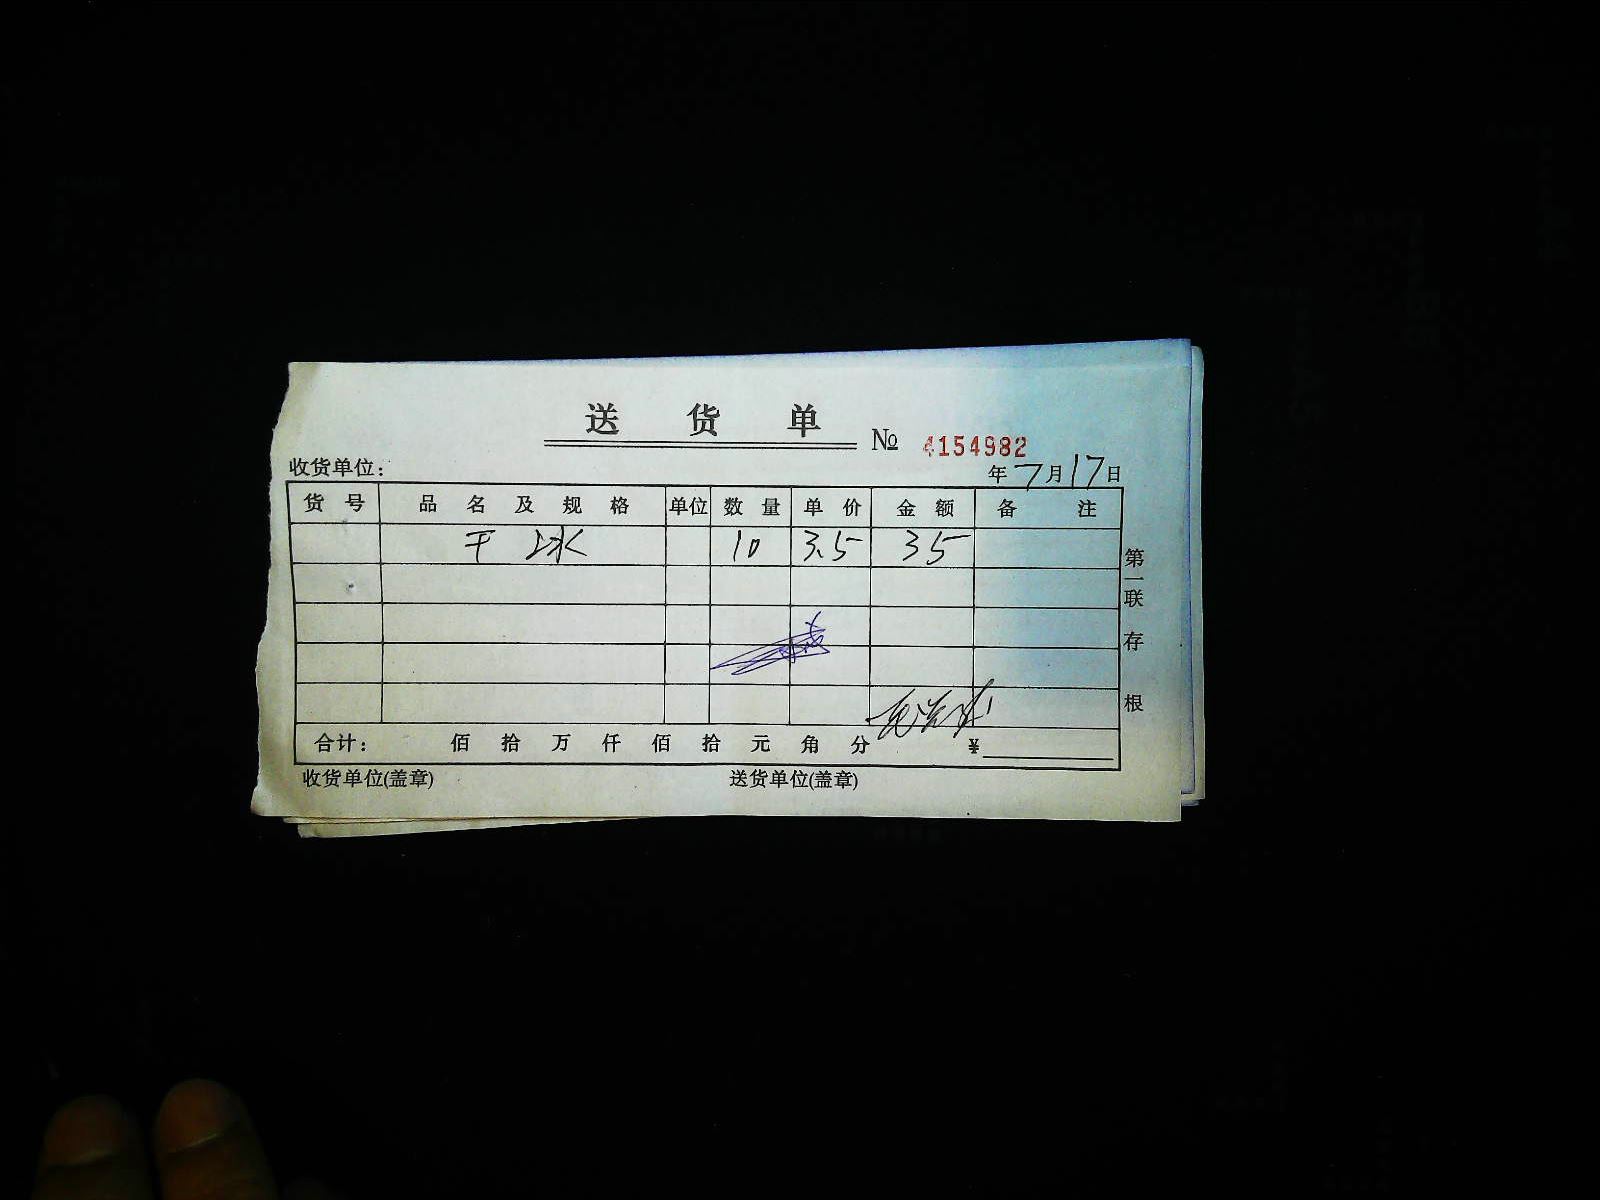 送货单
№ 4154982
收货单位： 年7月17日
货号 品名及规格 单位 数量 单价 金额 备注
干冰 10 3.5 35
合计： 佰 拾 万 仟 佰 拾 元 角 分 ¥
收货单位(盖章) 送货单位(盖章)
第一联存根